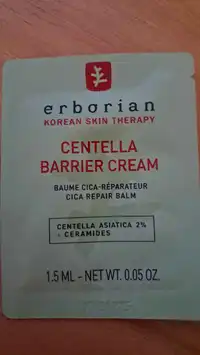 erborian
KOREAN SKIN THERAPY
CENTELLA
BARRIER CREAM
BAUME CICA-RÉPARATEUR
CICA REPAIR BALM
CENTELLA ASIATICA 2%
+ CERAMIDES
1.5 ML - NET WT. 0.05 OZ.